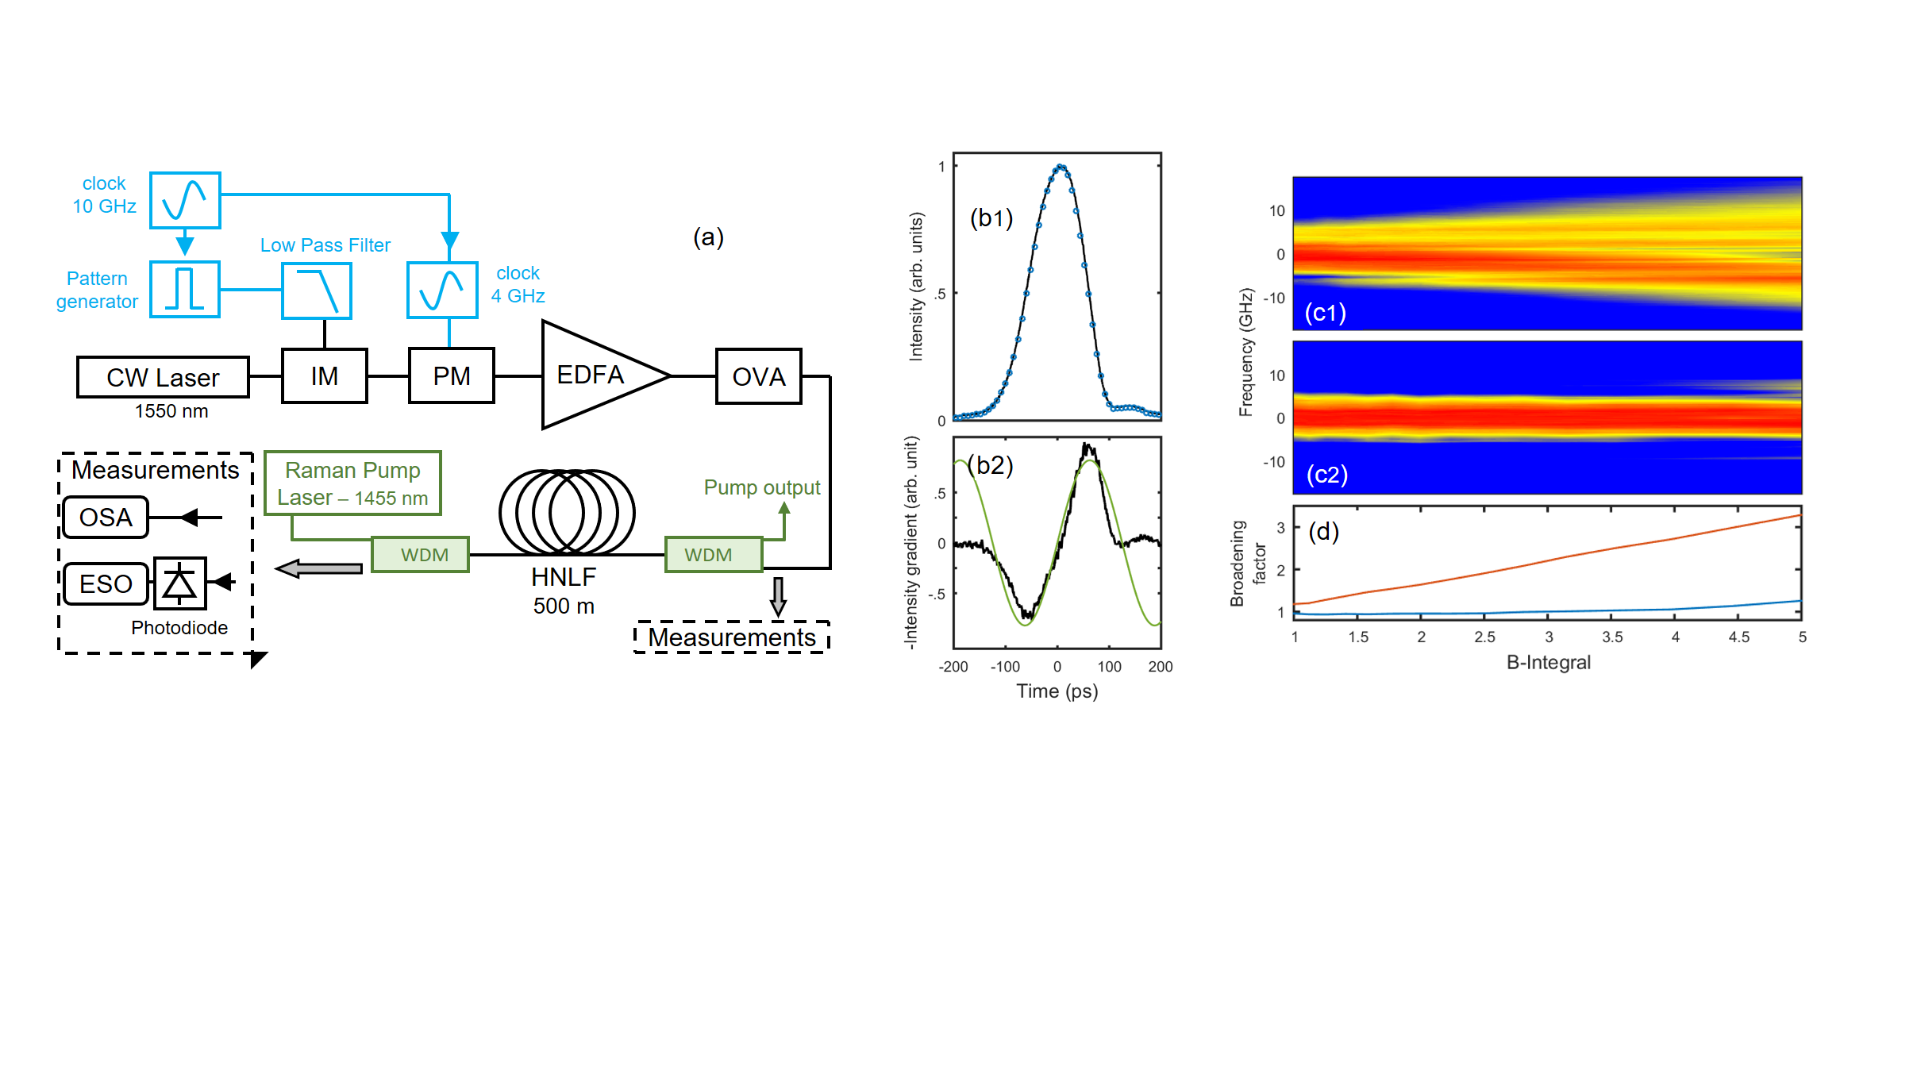 clock
10 GHz
Low Pass Filter
Pattern
generator
clock
4 GHz
(a)
CW Laser
1550 nm
IM
PM
EDFA
OVA
Measurements
OSA
ESO
Photodiode
Raman Pump
Laser – 1455 nm
WDM
HNLF
500 m
WDM
Pump output
Measurements
(b1)
Intensity (arb. units)
1
.5
0
(b2)
-Intensity gradient (arb. unit)
.5
0
-.5
-200 -100 0 100 200
Time (ps)
Frequency (GHz)
10
0
-10
(c1)
10
0
-10
(c2)
Broadening
factor
3
2
1
(d)
1 1.5 2 2.5 3 3.5 4 4.5 5
B-Integral